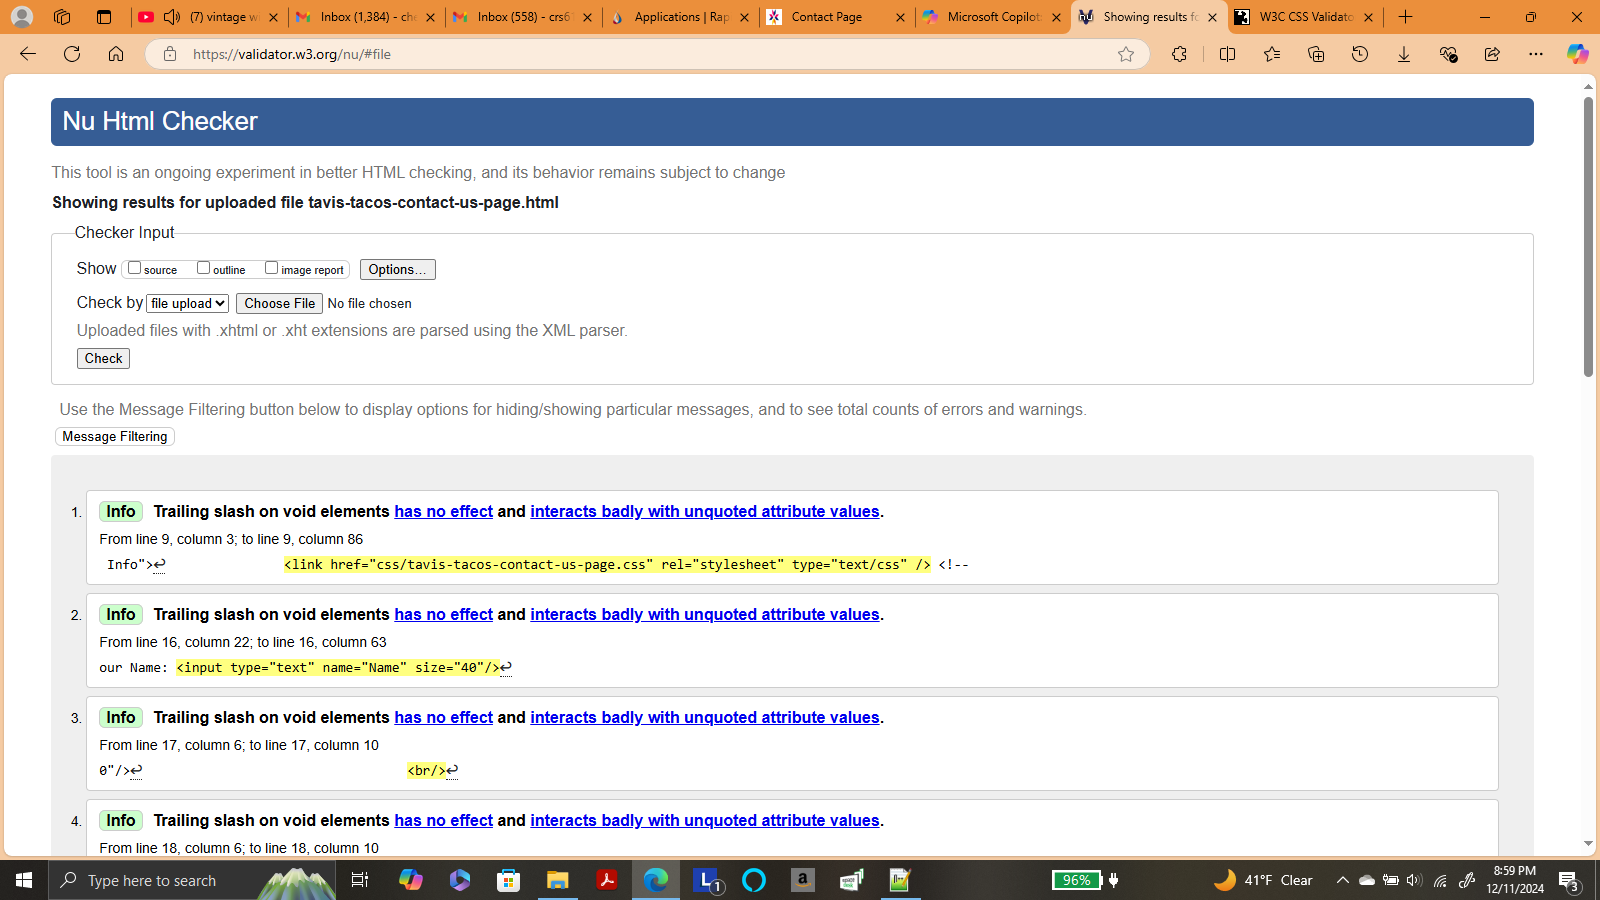 (7) vintage w
Inbox (1,384) - che
Inbox (558) - crs6
Applications | Rap
Contact Page
Microsoft Copilot:
Showing results fo
W3C CSS Validato
https://validator.w3.org/nu/#file
Nu Html Checker
This tool is an ongoing experiment in better HTML checking, and its behavior remains subject to change
Showing results for uploaded file tavis-tacos-contact-us-page.html
Checker Input
Show source outline image report Options...
Check by file upload Choose File No file chosen
Uploaded files with .xhtml or .xht extensions are parsed using the XML parser.
Check
Use the Message Filtering button below to display options for hiding/showing particular messages, and to see total counts of errors and warnings.
Message Filtering
1. Info Trailing slash on void elements has no effect and interacts badly with unquoted attribute values.
From line 9, column 3; to line 9, column 86
Info">↩ <link href="css/tavis-tacos-contact-us-page.css" rel="stylesheet" type="text/css" /> <!--
2. Info Trailing slash on void elements has no effect and interacts badly with unquoted attribute values.
From line 16, column 22; to line 16, column 63
our Name: <input type="text" name="Name" size="40"/>↩
3. Info Trailing slash on void elements has no effect and interacts badly with unquoted attribute values.
From line 17, column 6; to line 17, column 10
0"/>↩ <br/>↩
4. Info Trailing slash on void elements has no effect and interacts badly with unquoted attribute values.
From line 18, column 6; to line 18, column 10
Type here to search
L 1
a
96%
41°F Clear
8:59 PM
12/11/2024
3